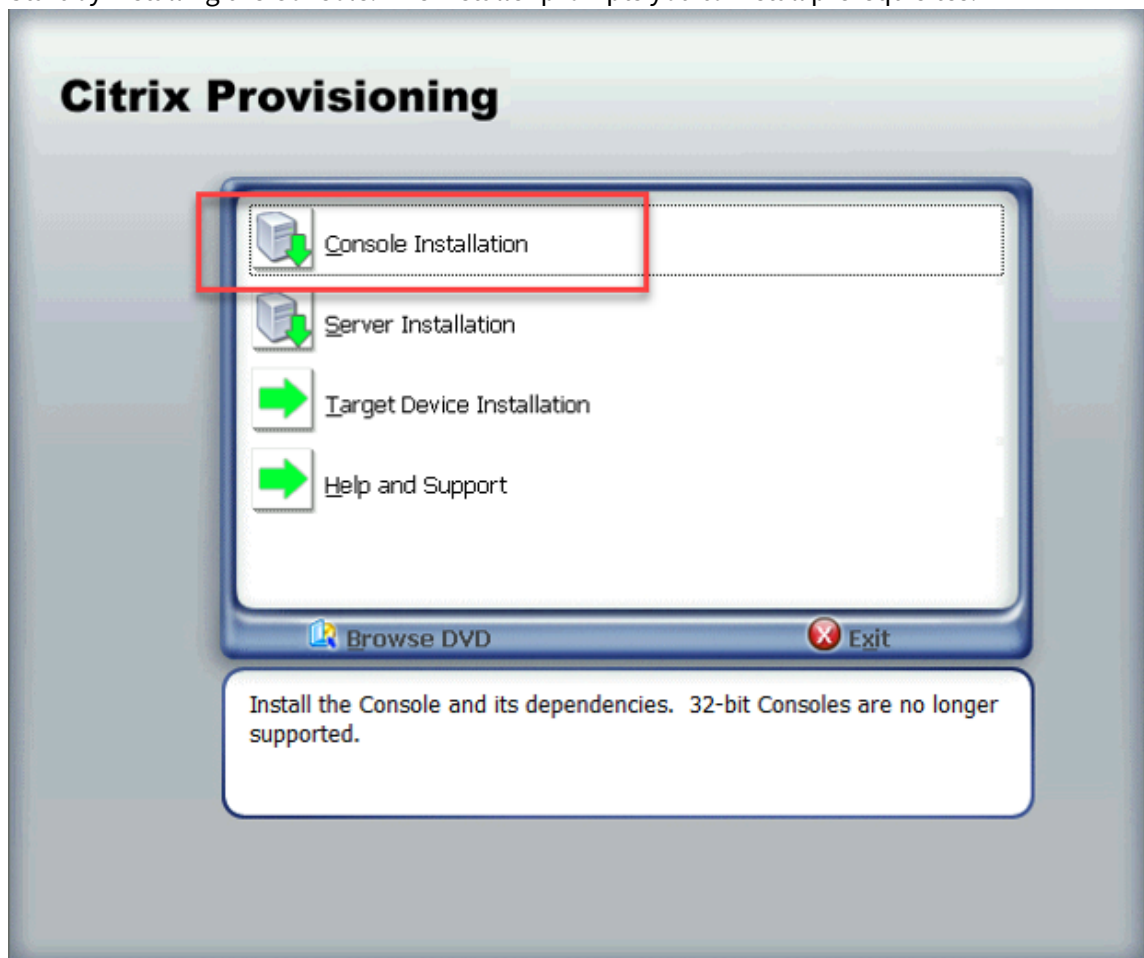 Citrix Provisioning
Console Installation
Server Installation
Target Device Installation
Help and Support
Browse DVD
Exit
Install the Console and its dependencies.  32-bit Consoles are no longer
supported.